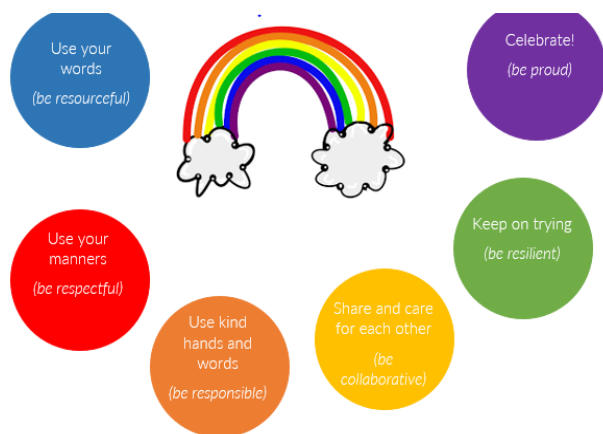 Use your
words
(be resourceful)
Celebrate!
(be proud)
Use your
manners
(be respectful)
Keep on trying
(be resilient)
Use kind
hands and
words
(be responsible)
Share and care
for each other
(be
collaborative)